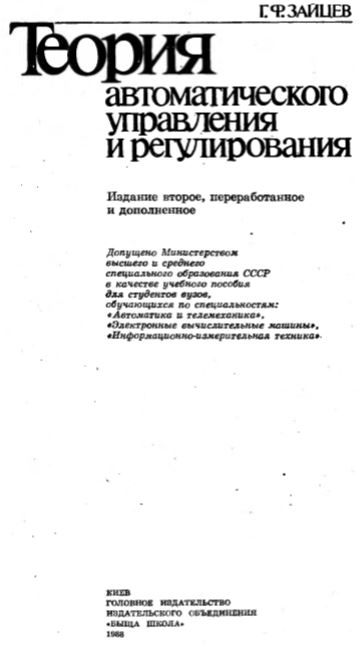 Г. Ф. ЗАЙЦЕВ
Теория
автоматического
управления
и регулирования
Издание второе, переработанное
и дополненное
Допущено Министерством
высшего и среднего
специального образования СССР
в качестве учебного пособия
для студентов вузов,
обучающихся по специальностям:
«Автоматика и телемеханика»,
«Электронные вычислительные машины»,
«Информационно-измерительная техника».
КИЕВ
ГОЛОВНОЕ ИЗДАТЕЛЬСТВО
ИЗДАТЕЛЬСКОГО ОБЪЕДИНЕНИЯ
«ВЫЩА ШКОЛА»
1988